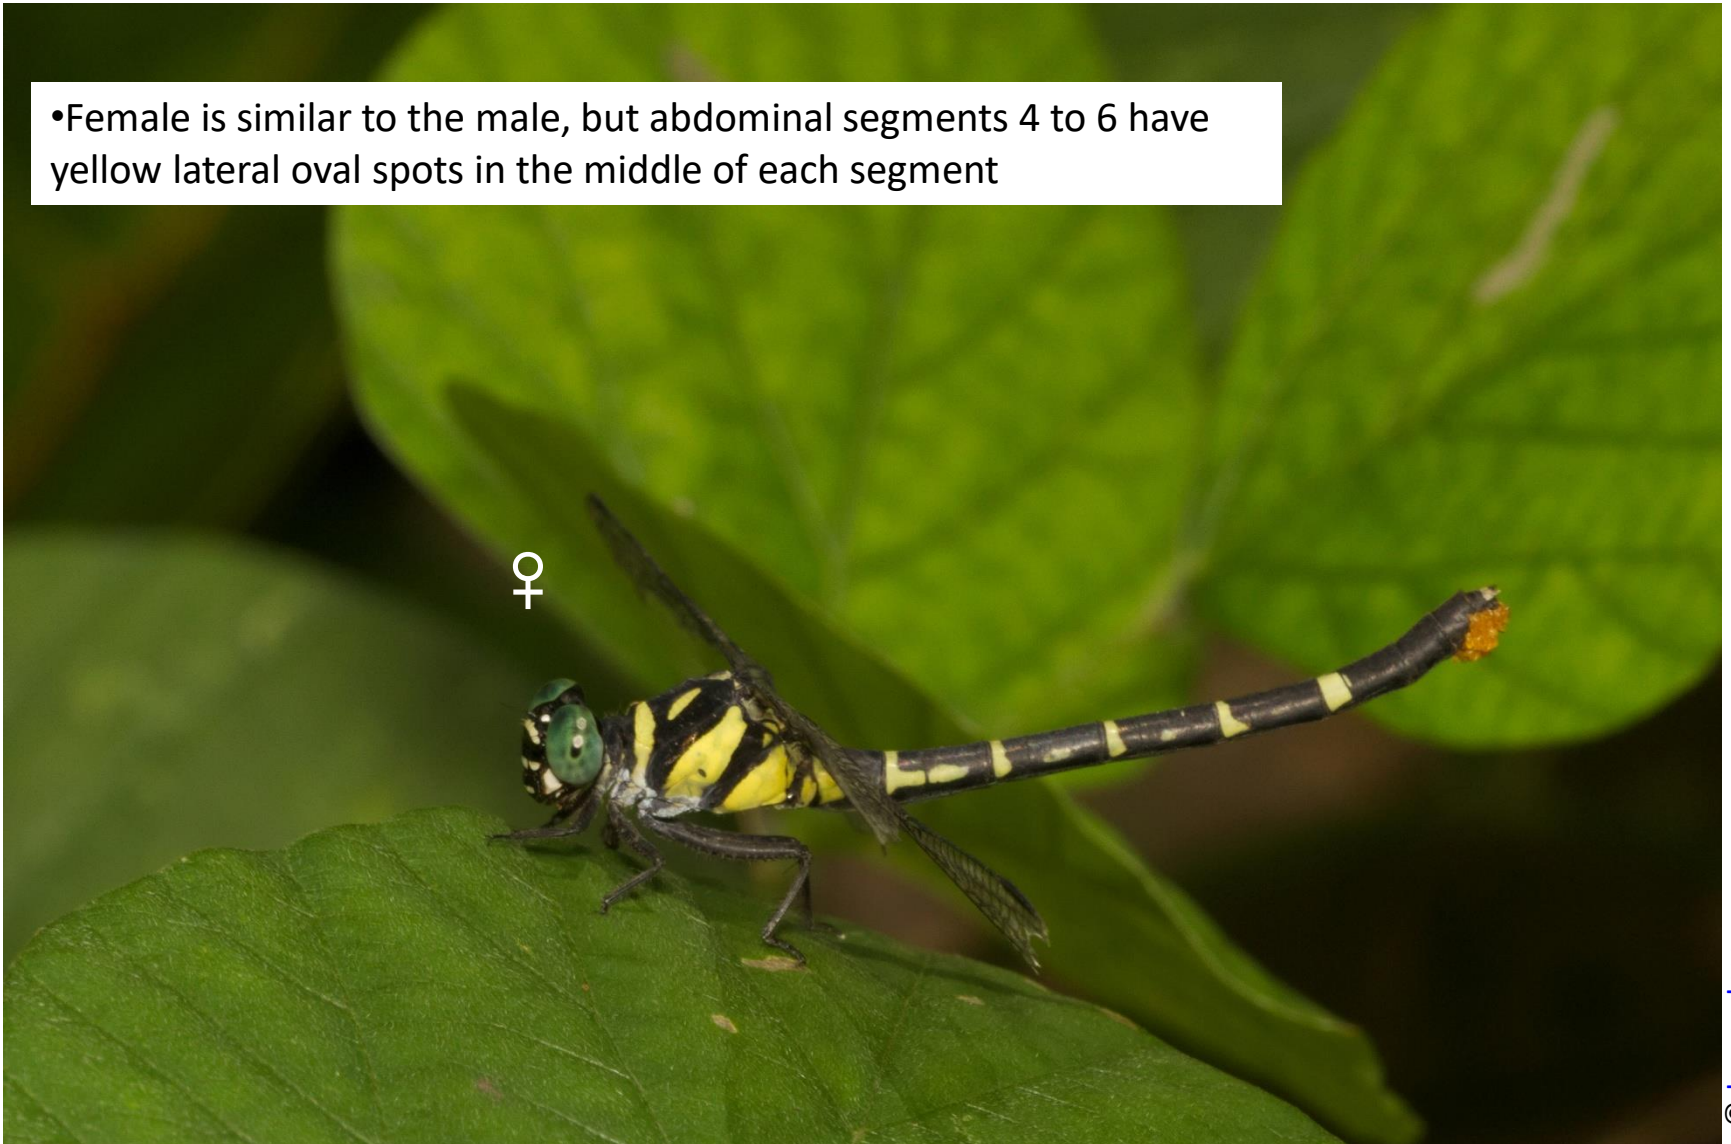 •Female is similar to the male, but abdominal segments 4 to 6 have
yellow lateral oval spots in the middle of each segment
♀
©